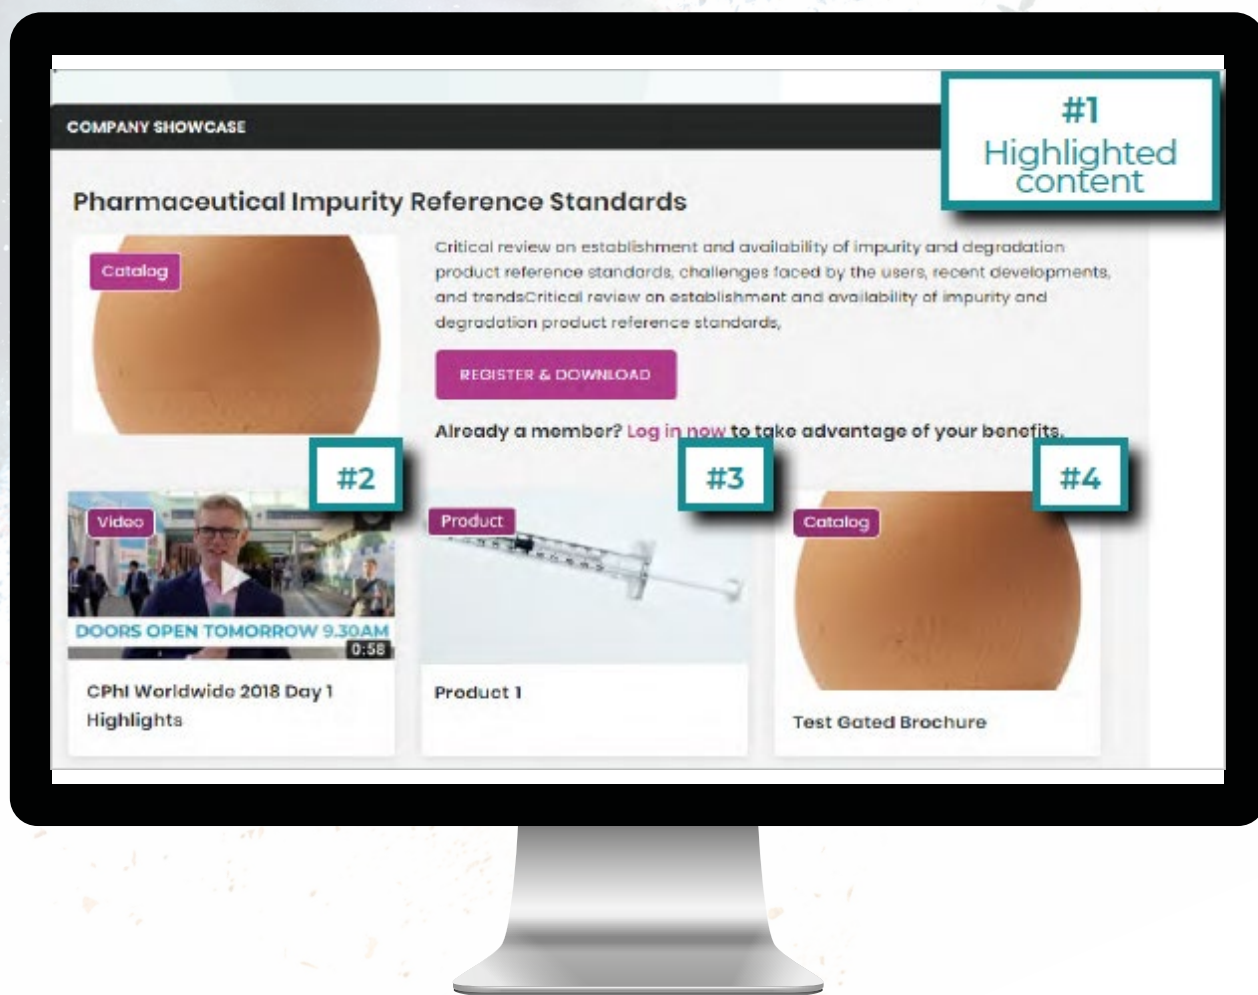 COMPANY SHOWCASE
#1
Highlighted
content
Pharmaceutical Impurity Reference Standards
Catalog
Critical review on establishment and availability of impurity and degradation
product reference standards, challenges faced by the users, recent developments,
and trendsCritical review on establishment and availability of impurity and
degradation product reference standards,
REGISTER & DOWNLOAD
Already a member? Log in now to take advantage of your benefits.
#2
#3
#4
Video
DOORS OPEN TOMORROW 9.30AM
0:58
CPhI Worldwide 2018 Day 1
Highlights
Product
Product 1
Catalog
Test Gated Brochure